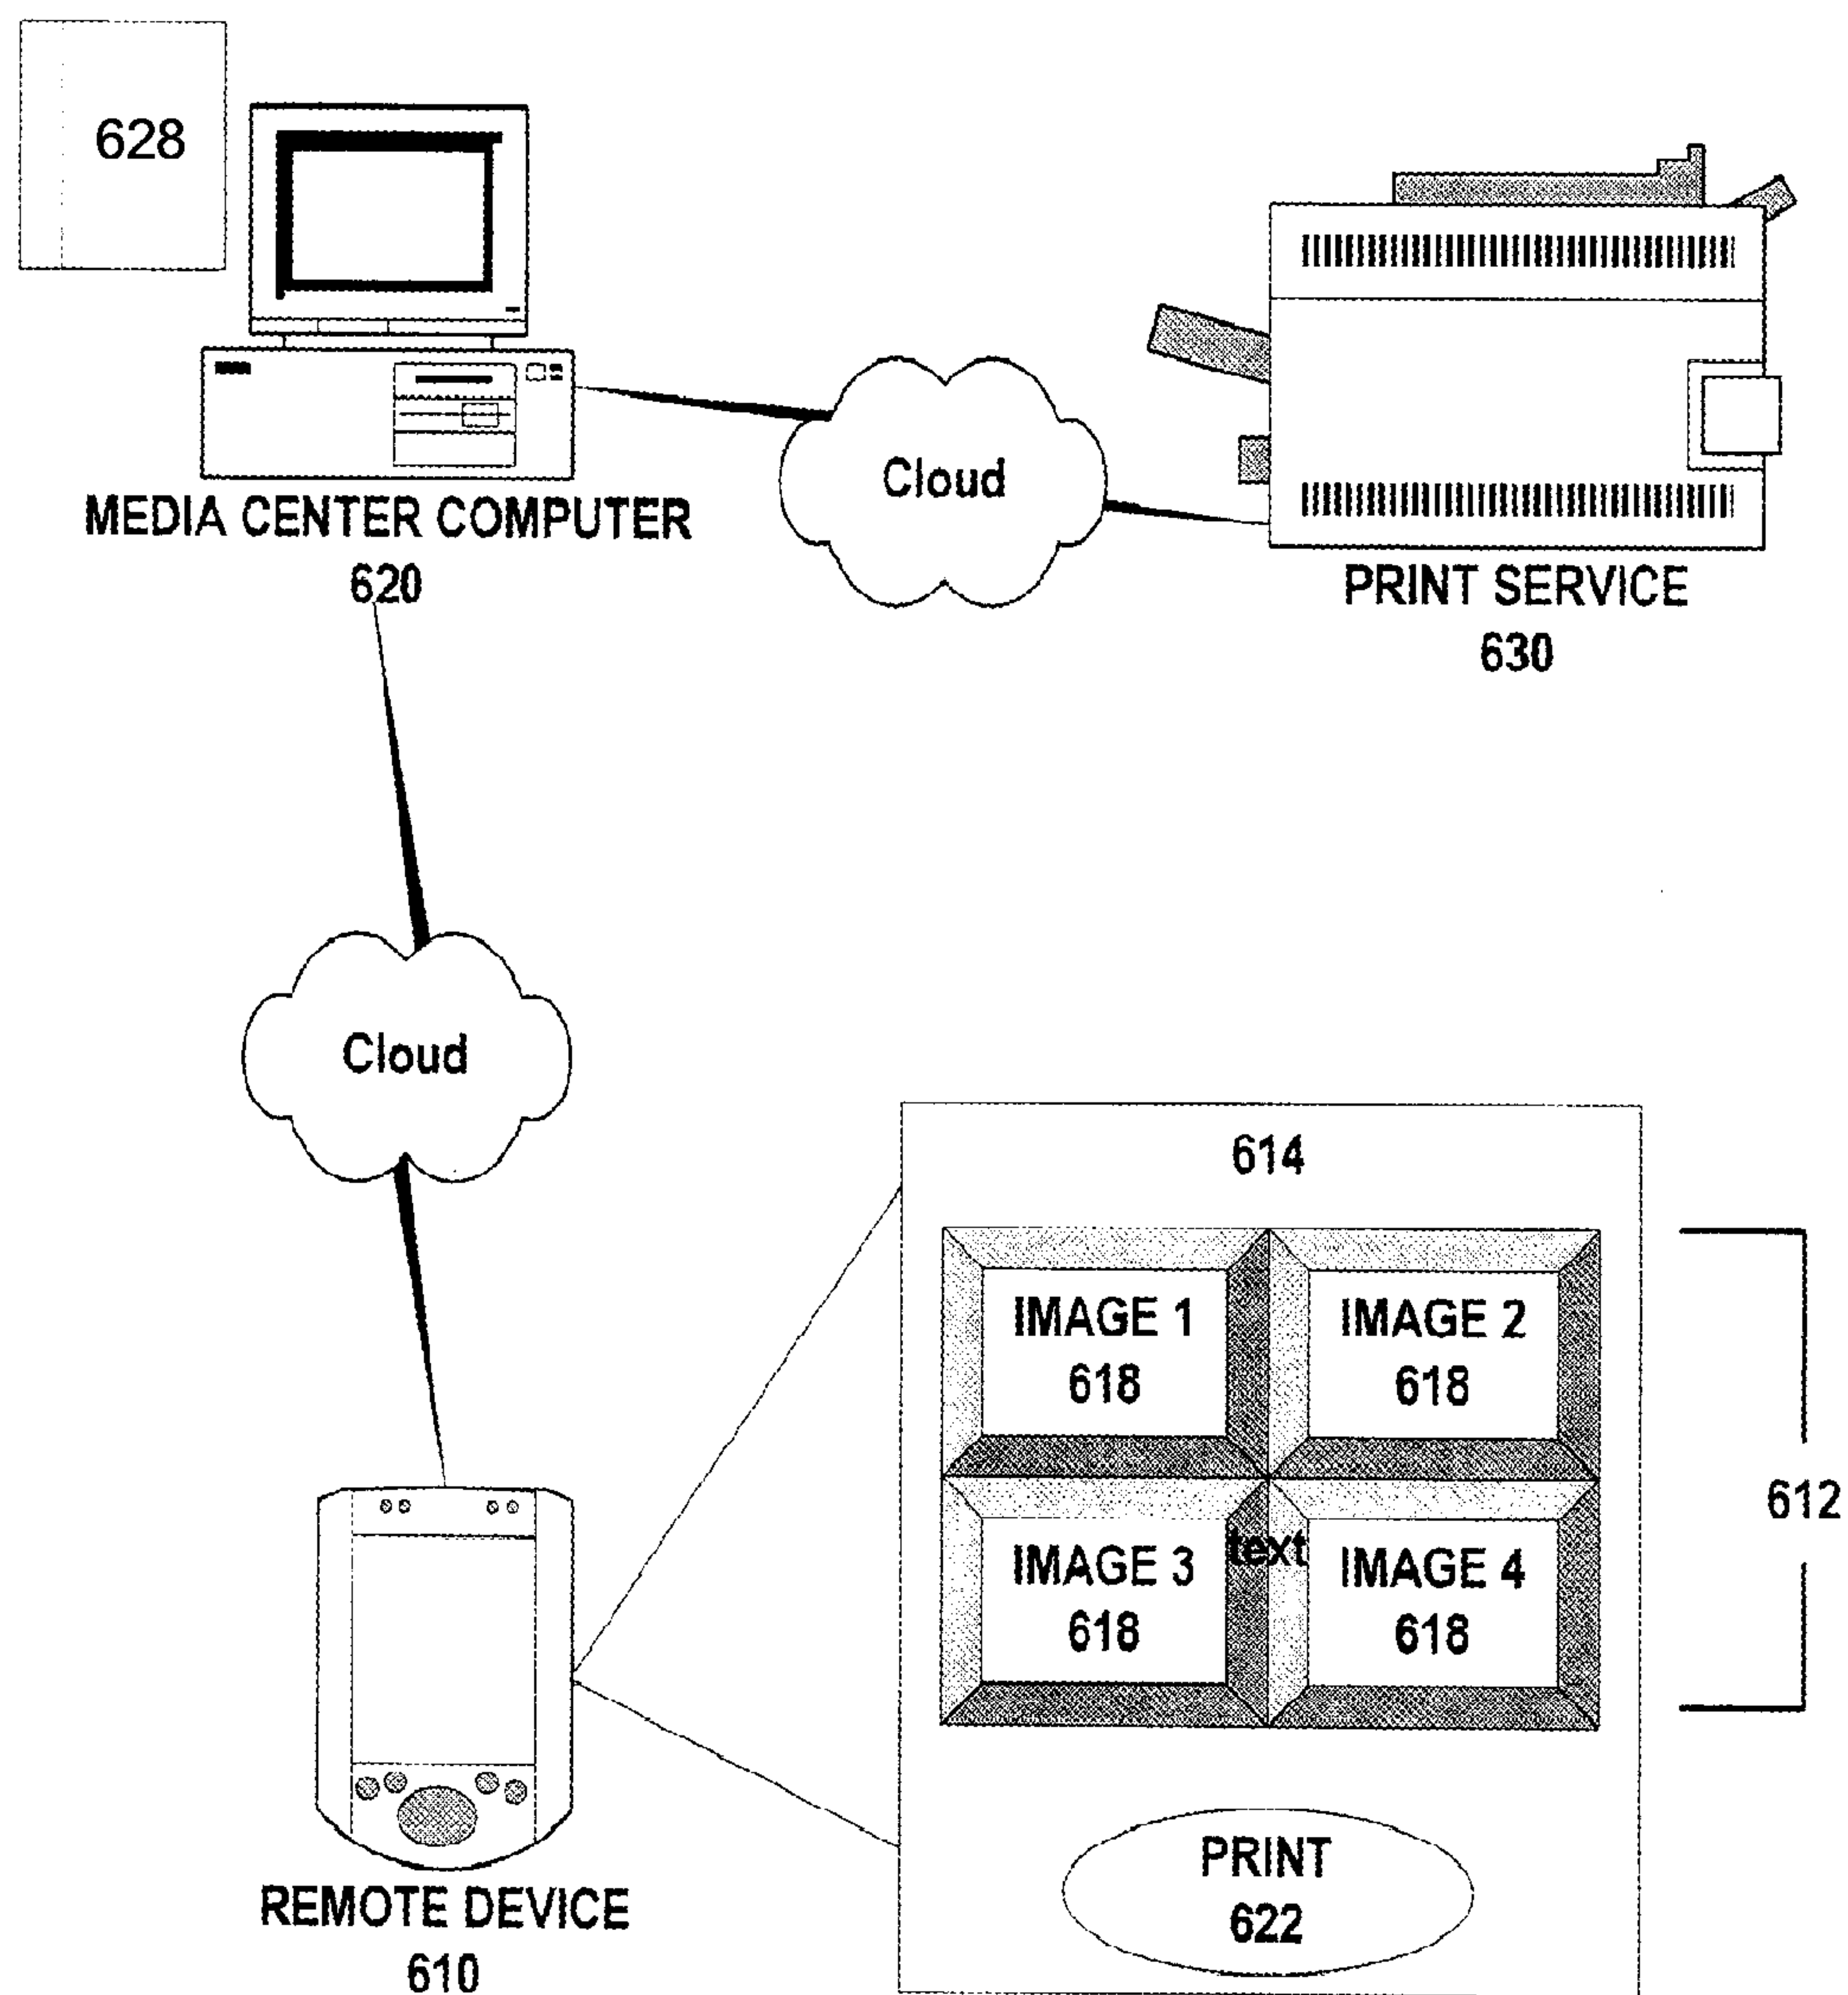 628
MEDIA CENTER COMPUTER
620
Cloud
PRINT SERVICE
630
Cloud
614
IMAGE 1
618
IMAGE 2
618
612
IMAGE 3
618
text
IMAGE 4
618
PRINT
622
REMOTE DEVICE
610